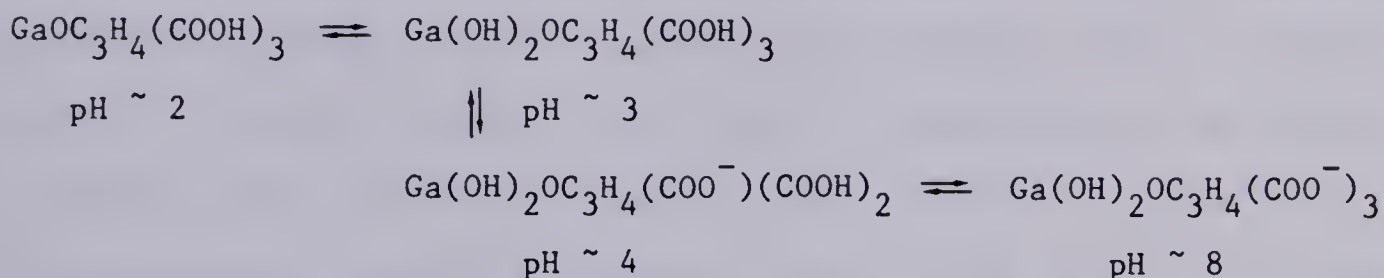 GaOC₃H₄(COOH)₃ ⇌ Ga(OH)₂OC₃H₄(COOH)₃
pH ~ 2 ⇅ pH ~ 3
Ga(OH)₂OC₃H₄(COO⁻)(COOH)₂ ⇌ Ga(OH)₂OC₃H₄(COO⁻)₃
pH ~ 4 pH ~ 8